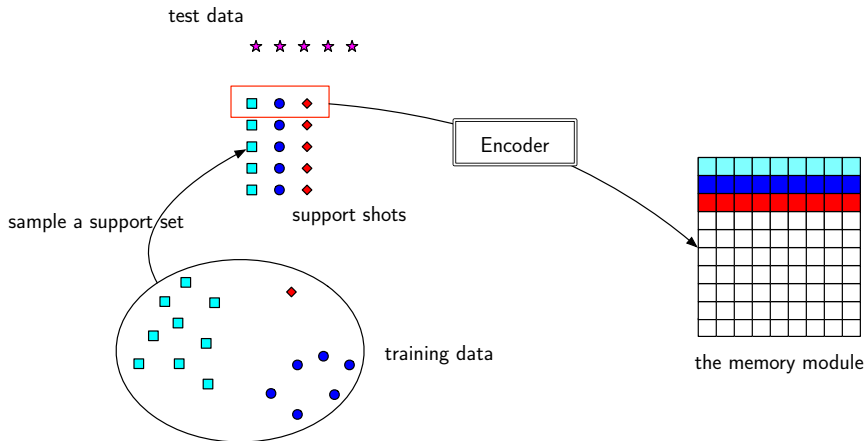 test data
Encoder
support shots
sample a support set
training data
the memory module